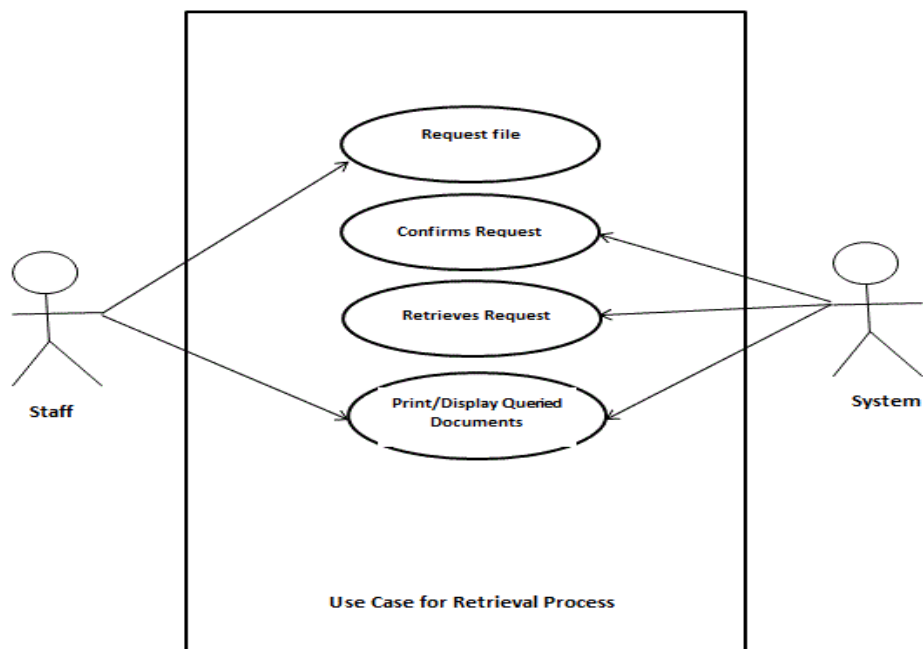 Request file
Confirms Request
Retrieves Request
Print/Display Queried
Documents
Staff
System
Use Case for Retrieval Process